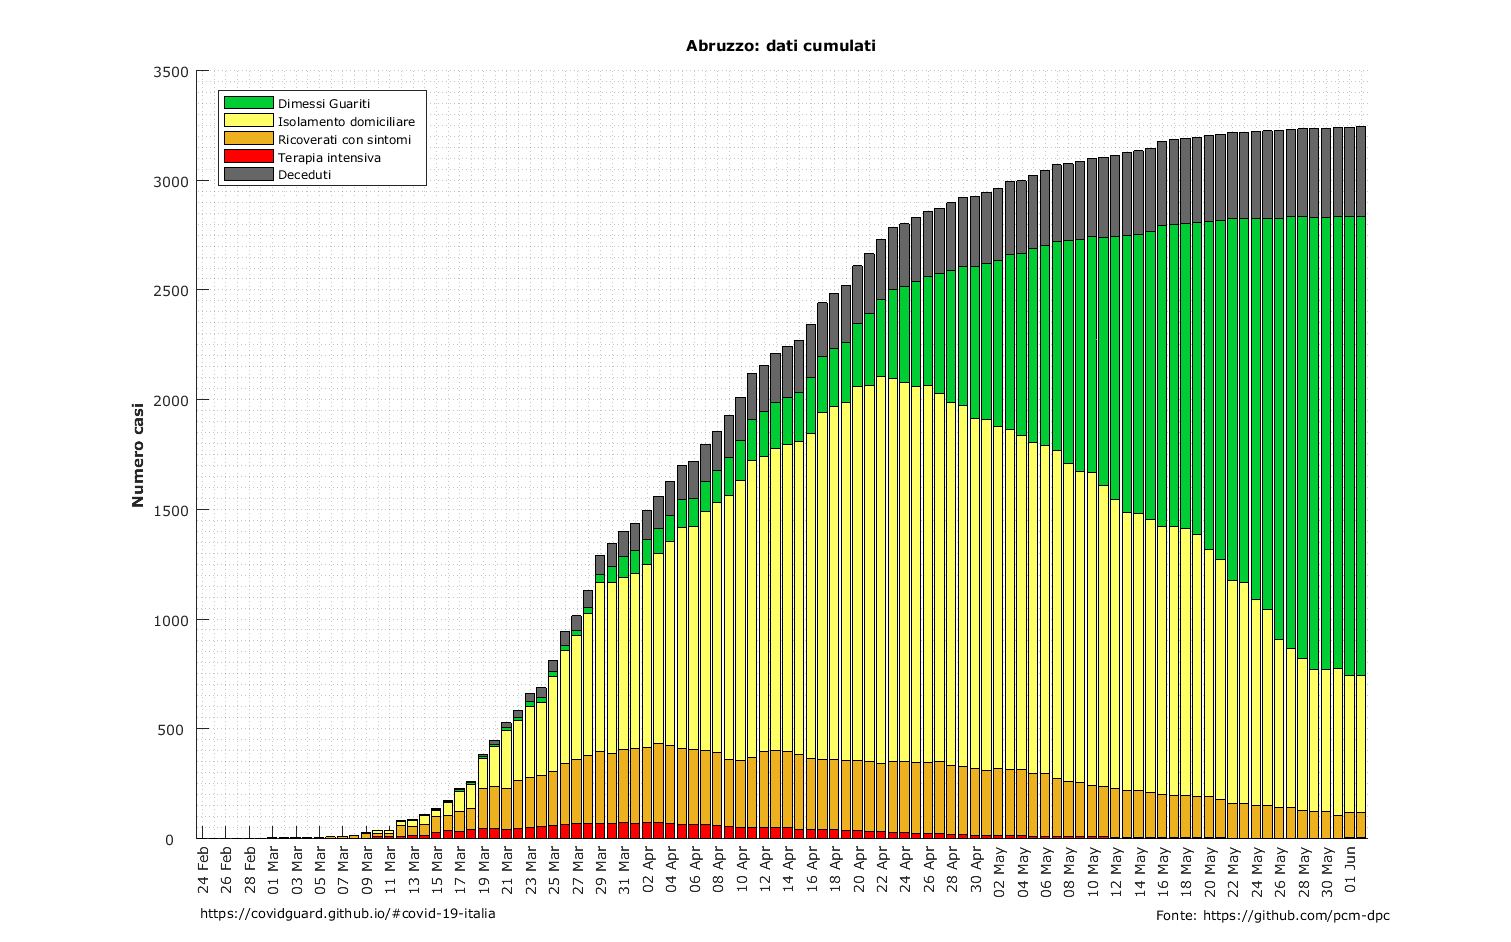 Abruzzo: dati cumulati
3500
3000
2500
2000
1500
1000
500
0
Numero casi
Dimessi Guariti
Isolamento domiciliare
Ricoverati con sintomi
Terapia intensiva
Deceduti
24 Feb
26 Feb
28 Feb
01 Mar
03 Mar
05 Mar
07 Mar
09 Mar
11 Mar
13 Mar
15 Mar
17 Mar
19 Mar
21 Mar
23 Mar
25 Mar
27 Mar
29 Mar
31 Mar
02 Apr
04 Apr
06 Apr
08 Apr
10 Apr
12 Apr
14 Apr
16 Apr
18 Apr
20 Apr
22 Apr
24 Apr
26 Apr
28 Apr
30 Apr
02 May
04 May
06 May
08 May
10 May
12 May
14 May
16 May
18 May
20 May
22 May
24 May
26 May
28 May
30 May
01 Jun
https://covidguard.github.io/#covid-19-italia
Fonte: https://github.com/pcm-dpc